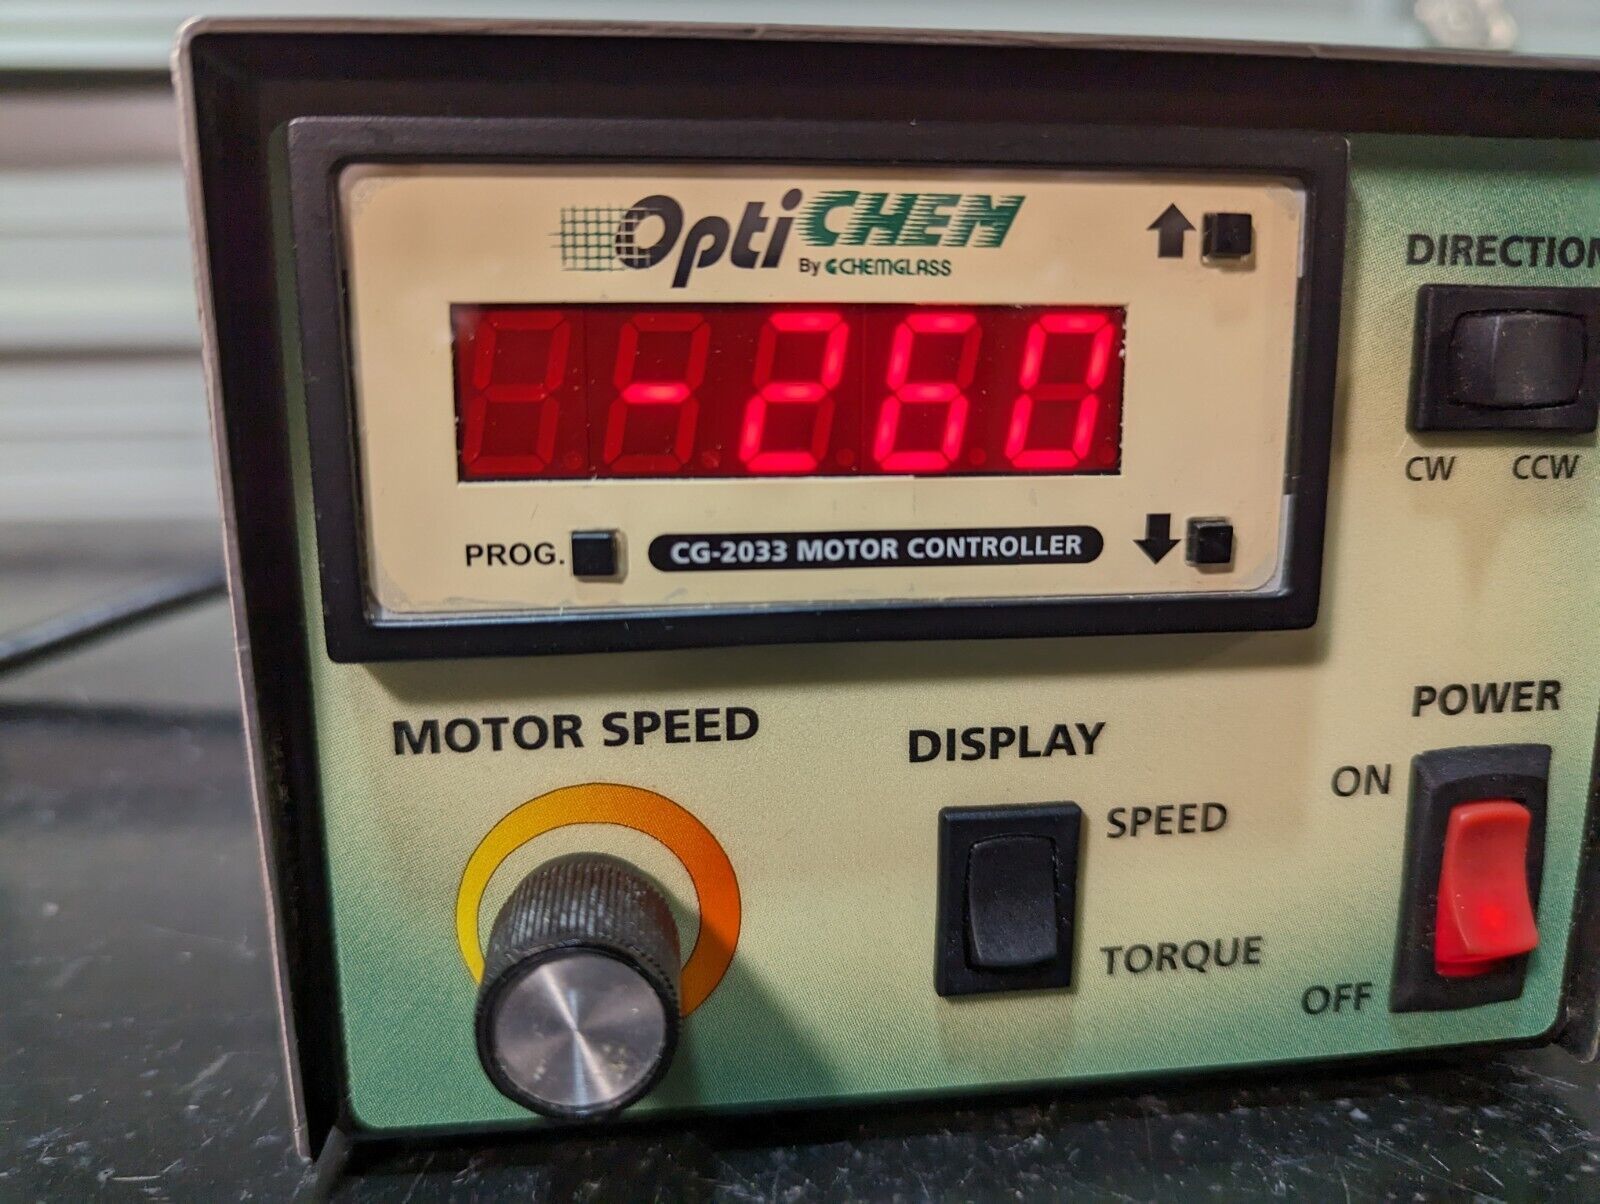 OptiCHEM
By CHEMGLASS
-260
PROG.
CG-2033 MOTOR CONTROLLER
DIRECTION
CW CCW
MOTOR SPEED
DISPLAY
SPEED
TORQUE
POWER
ON
OFF